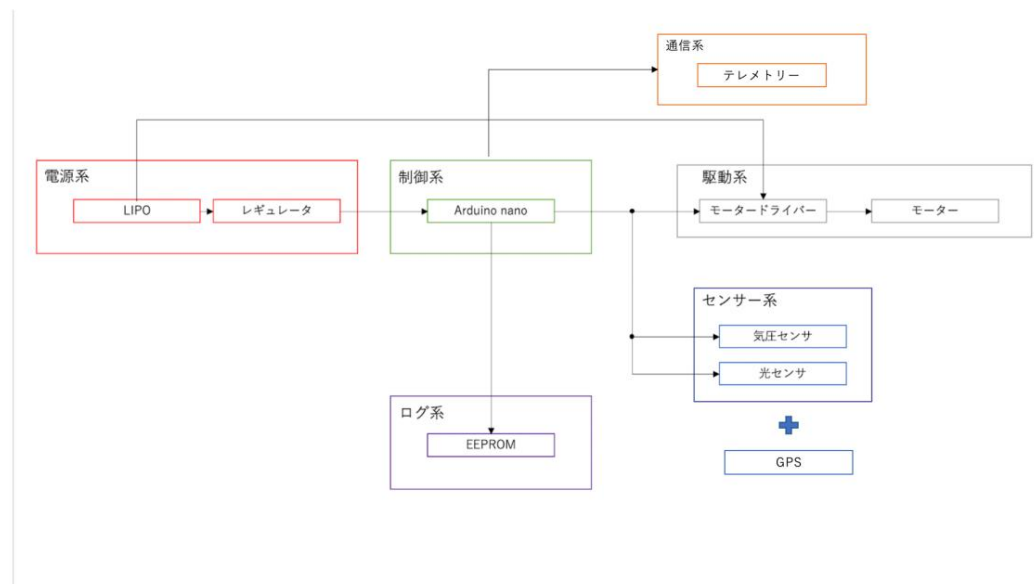 通信系
テレメトリー
電源系
LIPO
レギュレータ
制御系
Arduino nano
駆動系
モータードライバー
モーター
センサー系
気圧センサ
光センサ
ログ系
EEPROM
GPS